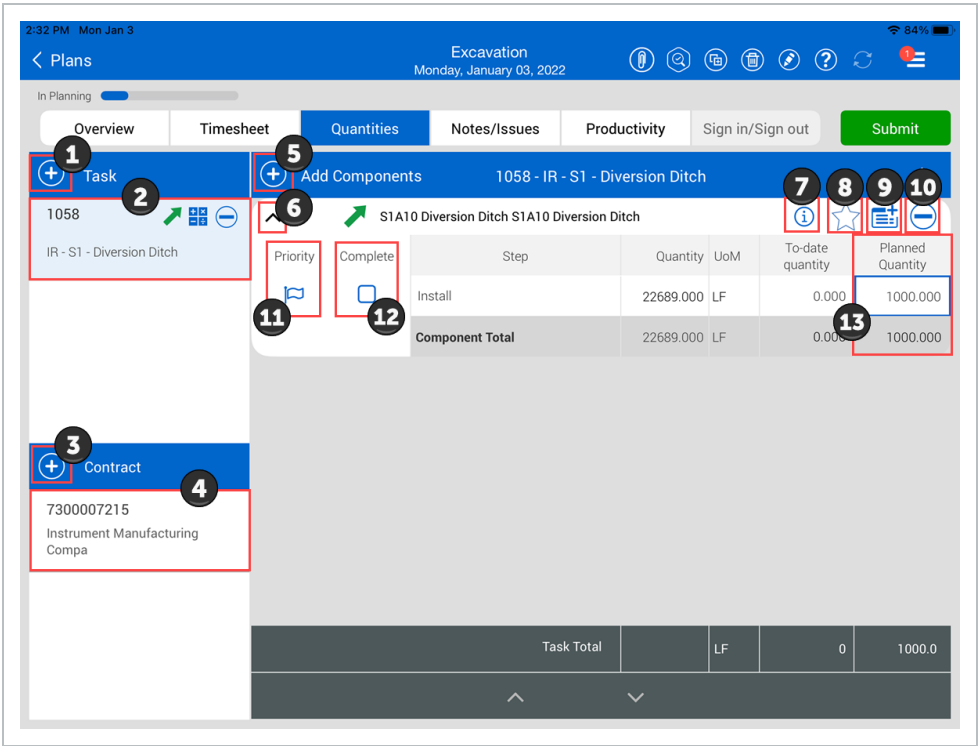 2:32 PM Mon Jan 3
84%
Plans
Excavation
Monday, January 03, 2022
1
In Planning
Overview
Timesheet
Quantities
Notes/Issues
Productivity
Sign in/Sign out
Submit
1
Task
5
Add Components
1058 - IR - S1 - Diversion Ditch
2
1058
IR - S1 - Diversion Ditch
6
S1A10 Diversion Ditch S1A10 Diversion Ditch
7
8
9
10
Priority
Complete
Step
Quantity
UoM
To-date
quantity
Planned
Quantity
11
12
Install
22689.000
LF
0.000
1000.000
13
Component Total
22689.000
LF
0.000
1000.000
3
Contract
4
7300007215
Instrument Manufacturing
Compa
Task Total
LF
0
1000.0